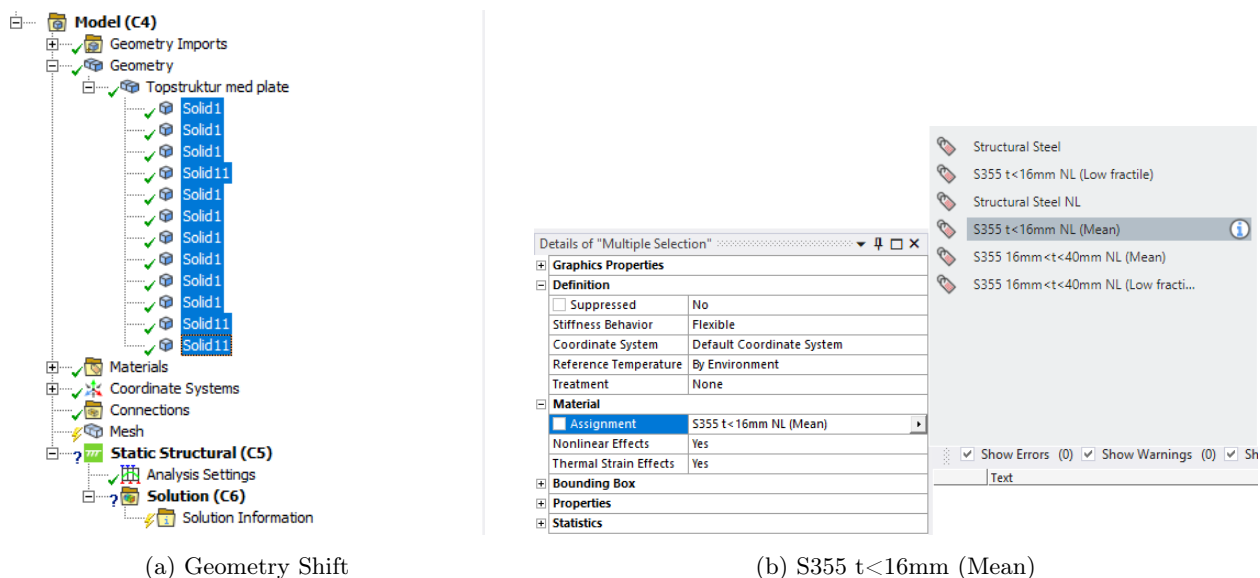 Model (C4)
Geometry Imports
Geometry
Topstruktur med plate
Solid1
Solid1
Solid1
Solid11
Solid1
Solid1
Solid1
Solid1
Solid1
Solid1
Solid11
Solid11
Materials
Coordinate Systems
Connections
Mesh
Static Structural (C5)
Analysis Settings
Solution (C6)
Solution Information
(a) Geometry Shift
Details of "Multiple Selection"
Graphics Properties
Definition
Suppressed No
Stiffness Behavior Flexible
Coordinate System Default Coordinate System
Reference Temperature By Environment
Treatment None
Material
Assignment S355 t<16mm NL (Mean)
Nonlinear Effects Yes
Thermal Strain Effects Yes
Bounding Box
Properties
Statistics
Structural Steel
S355 t<16mm NL (Low fractile)
Structural Steel NL
S355 t<16mm NL (Mean)
S355 16mm<t<40mm NL (Mean)
S355 16mm<t<40mm NL (Low fracti...
Show Errors (0) Show Warnings (0) Sh
Text
(b) S355 t<16mm (Mean)